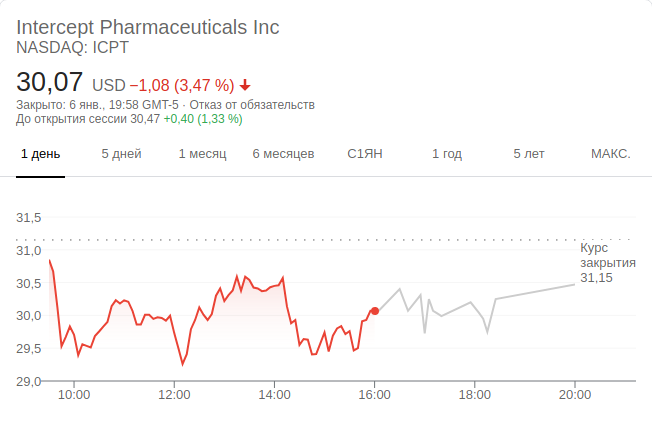 Intercept Pharmaceuticals Inc
NASDAQ: ICPT
30,07 USD −1,08 (3,47 %)
Закрыто: 6 янв., 19:58 GMT-5 · Отказ от обязательств
До открытия сессии 30,47 +0,40 (1,33 %)
1 день 5 дней 1 месяц 6 месяцев С1ЯН 1 год 5 лет МАКС.
31,5
31,0
30,5
30,0
29,5
29,0
Курс
закрытия
31,15
10:00 12:00 14:00 16:00 18:00 20:00